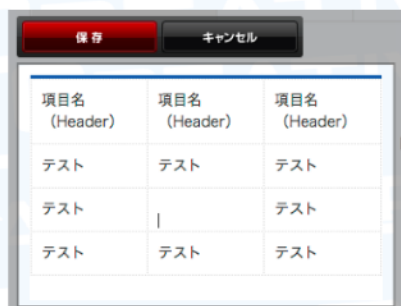 保存 キャンセル
項目名 項目名 項目名
（Header） （Header） （Header）
テスト テスト テスト
テスト テスト
テスト テスト テスト